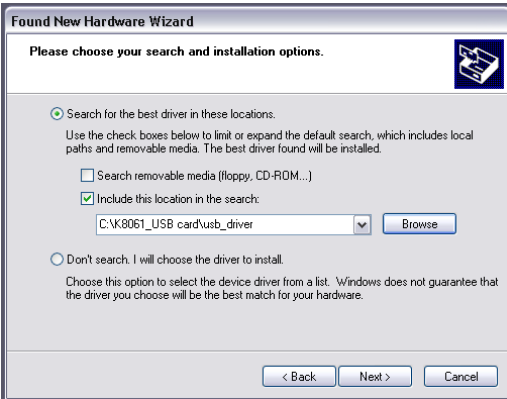 Found New Hardware Wizard
Please choose your search and installation options.
Search for the best driver in these locations.
Use the check boxes below to limit or expand the default search, which includes local
paths and removable media. The best driver found will be installed.
Search removable media (floppy, CD-ROM...)
Include this location in the search:
C:\K8061_USB card\usb_driver
Browse
Don't search. I will choose the driver to install.
Choose this option to select the device driver from a list. Windows does not guarantee that
the driver you choose will be the best match for your hardware.
< Back Next > Cancel